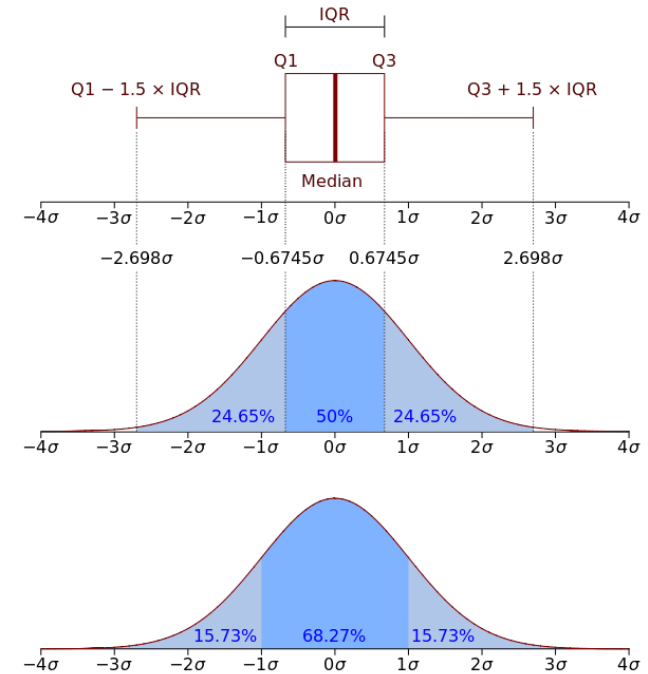 IQR
Q1 Q3
Q1 − 1.5 × IQR Q3 + 1.5 × IQR
Median
−4σ −3σ −2σ −1σ 0σ 1σ 2σ 3σ 4σ
−2.698σ −0.6745σ 0.6745σ 2.698σ
24.65% 50% 24.65%
−4σ −3σ −2σ −1σ 0σ 1σ 2σ 3σ 4σ
15.73% 68.27% 15.73%
−4σ −3σ −2σ −1σ 0σ 1σ 2σ 3σ 4σ